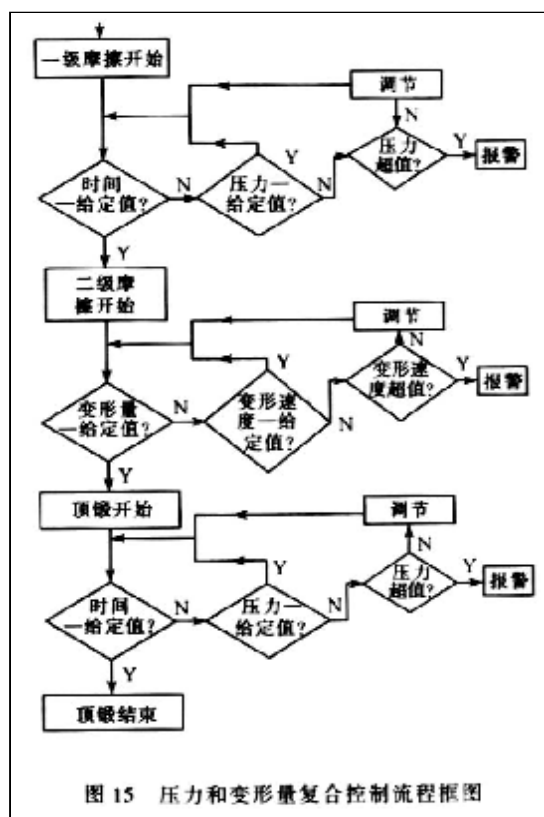 一级摩擦开始
调节
N
压力
超值?
Y
报警
时间
一给定值?
N
Y
压力一
给定值?
N
Y
二级摩
擦开始
调节
N
变形速
度超值?
Y
报警
变形量
一给定值?
N
Y
变形速
度一给
定值?
N
Y
顶锻开始
调节
N
压力
超值?
Y
报警
时间
一给定值?
N
Y
压力一
给定值?
N
Y
顶锻结束
图 15 压力和变形量复合控制流程框图